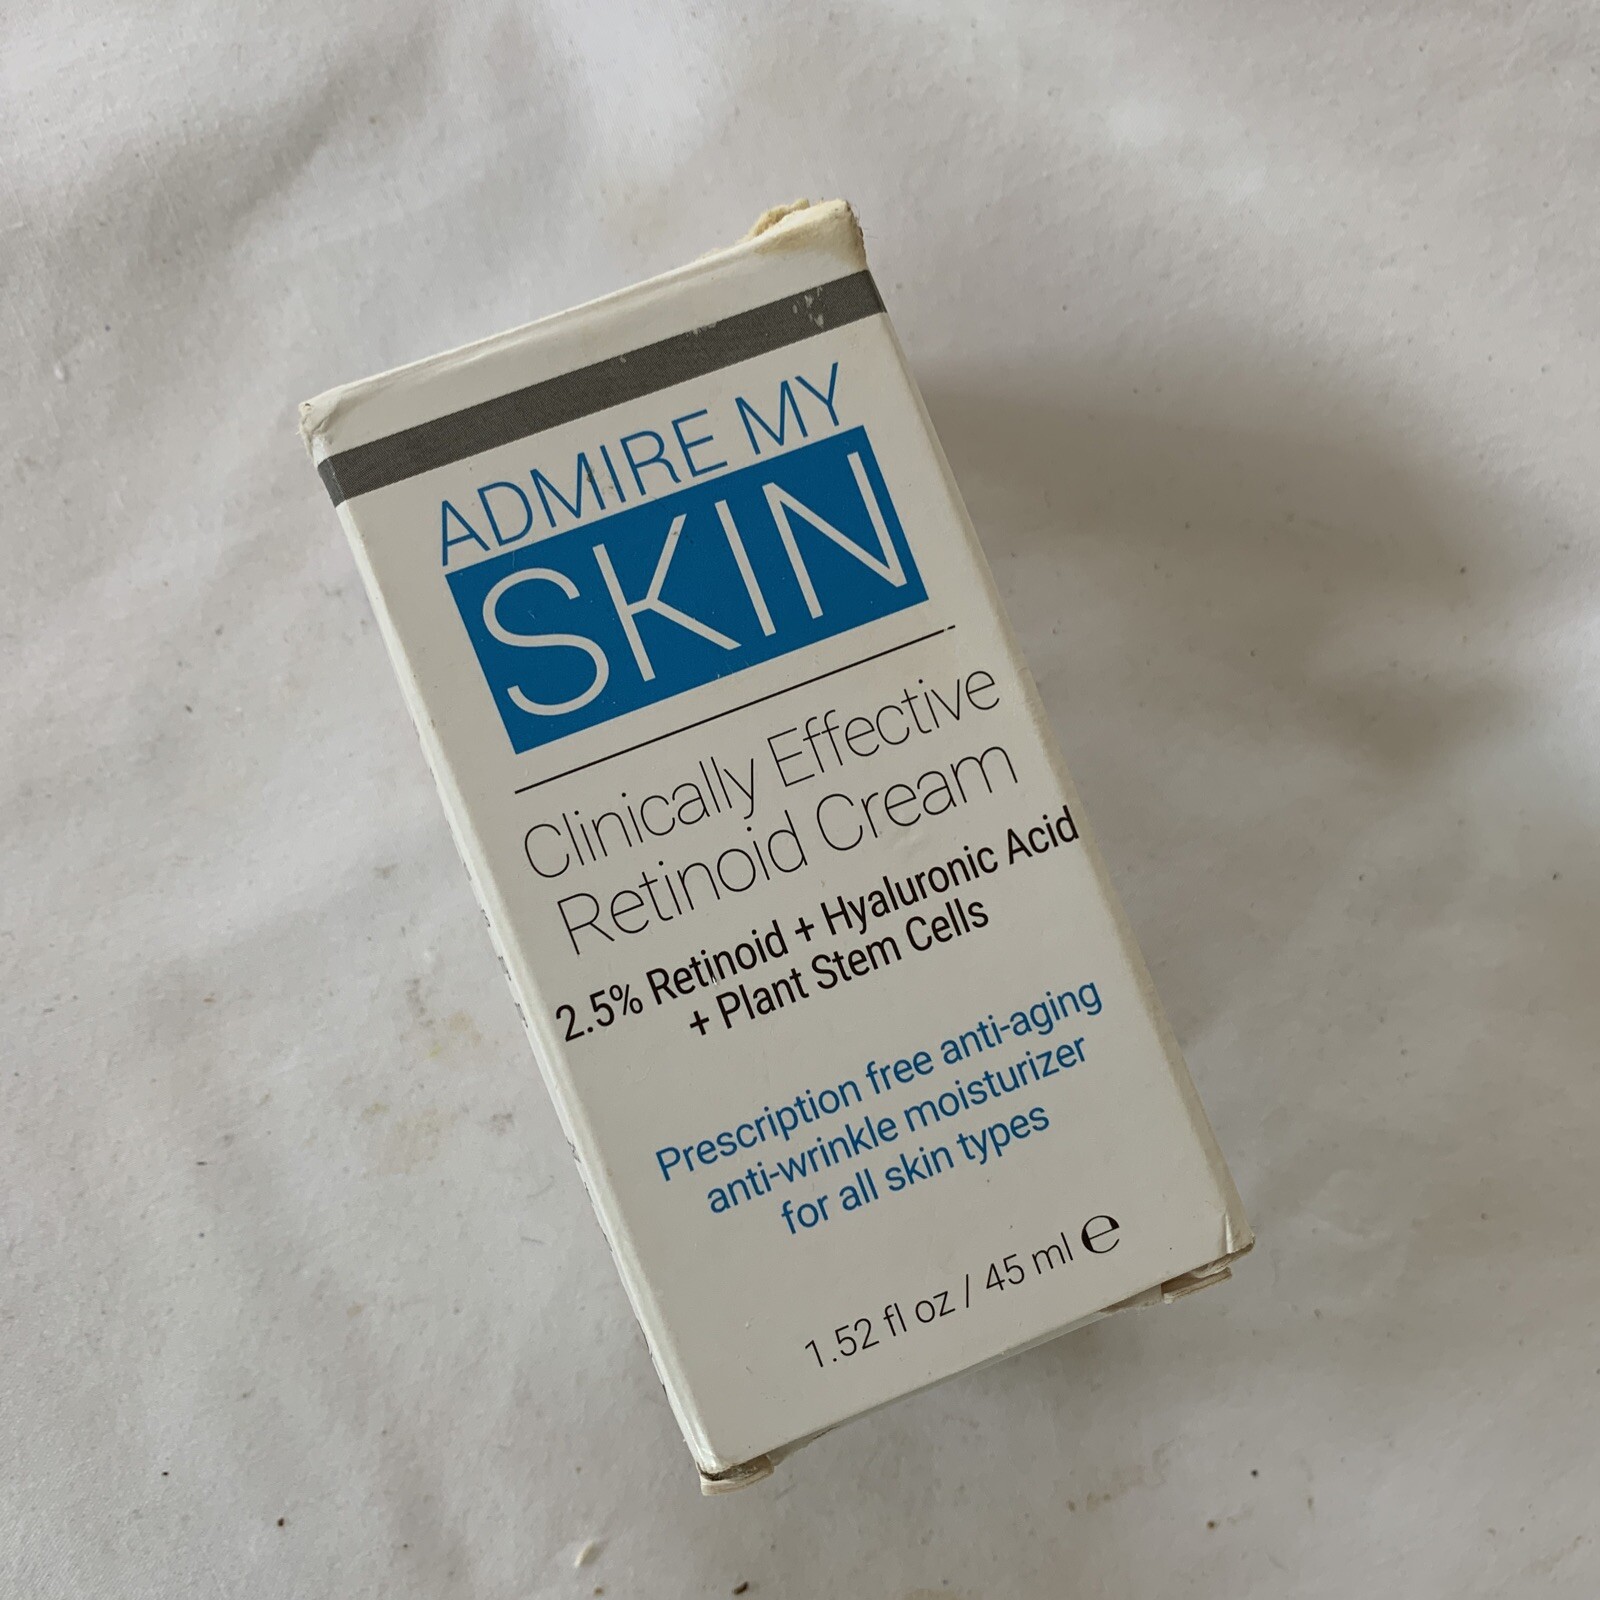 ADMIRE MY
SKIN
Clinically Effective
Retinoid Cream
2.5% Retinoid + Hyaluronic Acid
+ Plant Stem Cells
Prescription free anti-aging
anti-wrinkle moisturizer
for all skin types
1.52 fl oz / 45 ml ℮